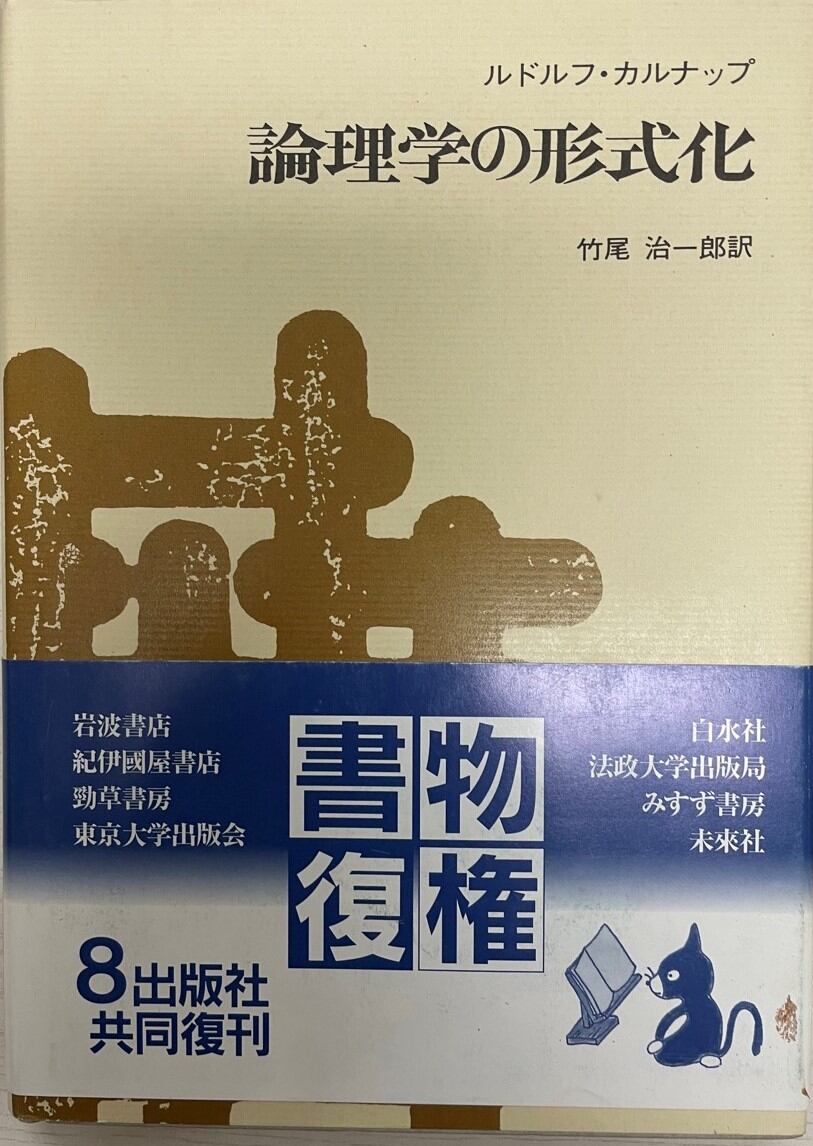 ルドルフ・カルナップ
論理学の形式化
竹尾 治一郎訳
岩波書店
紀伊國屋書店
勁草書房
東京大学出版会
書物
復権
白水社
法政大学出版局
みすず書房
未來社
8出版社
共同復刊